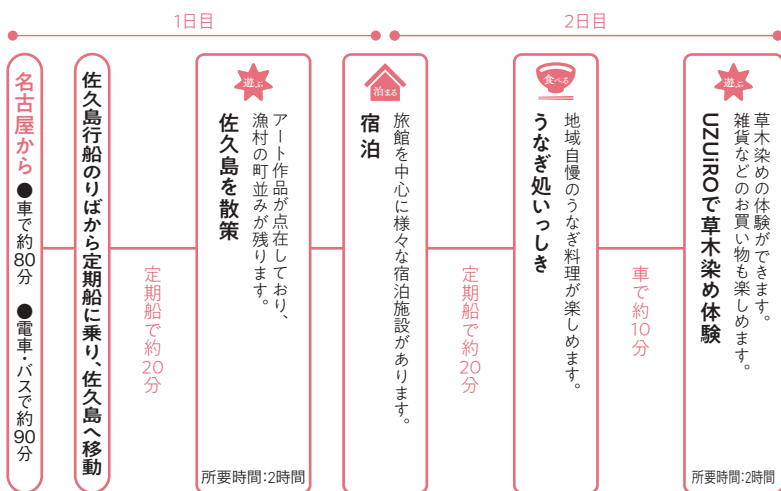 1日目
2日目
名古屋から
●車で約80分
●電車・バスで約90分
佐久島行船のりばから定期船に乗り、佐久島へ移動
定期船で約20分
遊ぶ
佐久島を散策
アート作品が点在しており、
漁村の町並みが残ります。
所要時間:2時間
泊まる
宿泊
旅館を中心に様々な宿泊施設があります。
定期船で約20分
食べる
うなぎ処いっしき
地域自慢のうなぎ料理が楽しめます。
車で約10分
遊ぶ
UZUiROで草木染め体験
草木染めの体験ができます。
雑貨などのお買い物も楽しめます。
所要時間:2時間